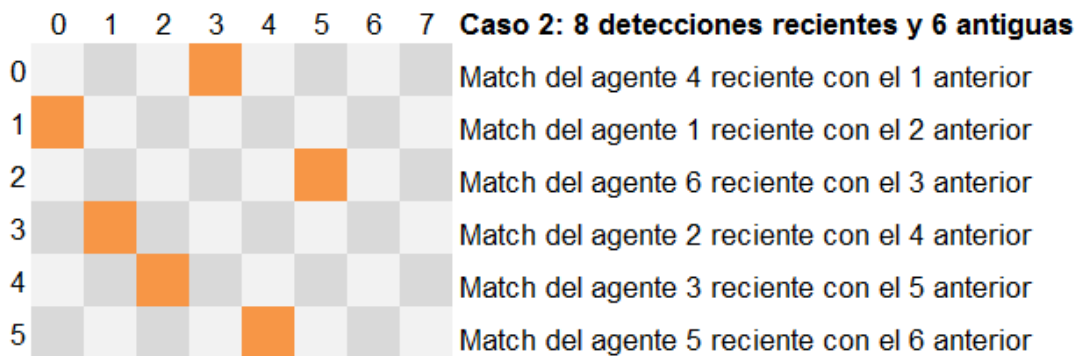 0 1 2 3 4 5 6 7 Caso 2: 8 detecciones recientes y 6 antiguas
0 Match del agente 4 reciente con el 1 anterior
1 Match del agente 1 reciente con el 2 anterior
2 Match del agente 6 reciente con el 3 anterior
3 Match del agente 2 reciente con el 4 anterior
4 Match del agente 3 reciente con el 5 anterior
5 Match del agente 5 reciente con el 6 anterior